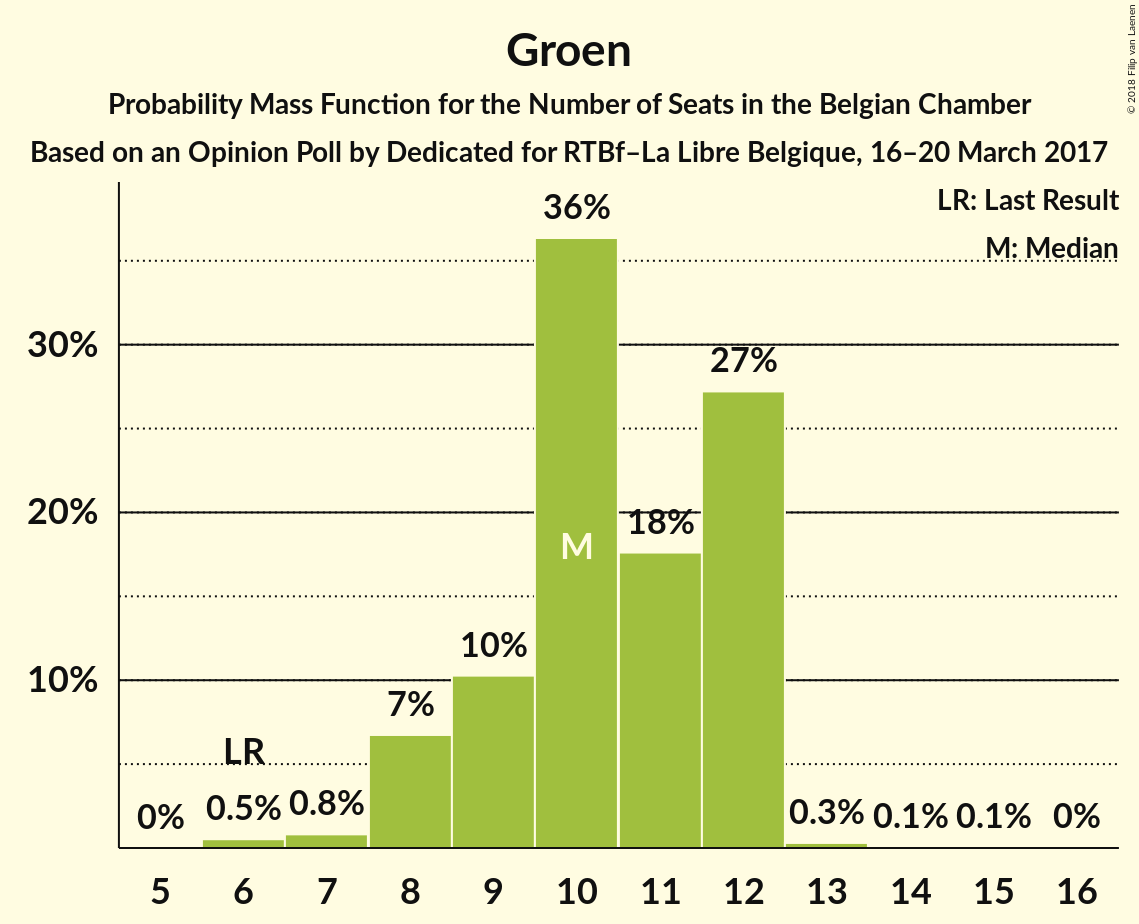 Groen
Probability Mass Function for the Number of Seats in the Belgian Chamber
Based on an Opinion Poll by Dedicated for RTBf–La Libre Belgique, 16–20 March 2017
© 2018 Filip van Laenen
LR: Last Result
M: Median
36%
30%
27%
20%
18%
M
10%
10%
7%
LR
0%
0.5%
0.8%
0.3%
0.1%
0.1%
0%
5 6 7 8 9 10 11 12 13 14 15 16